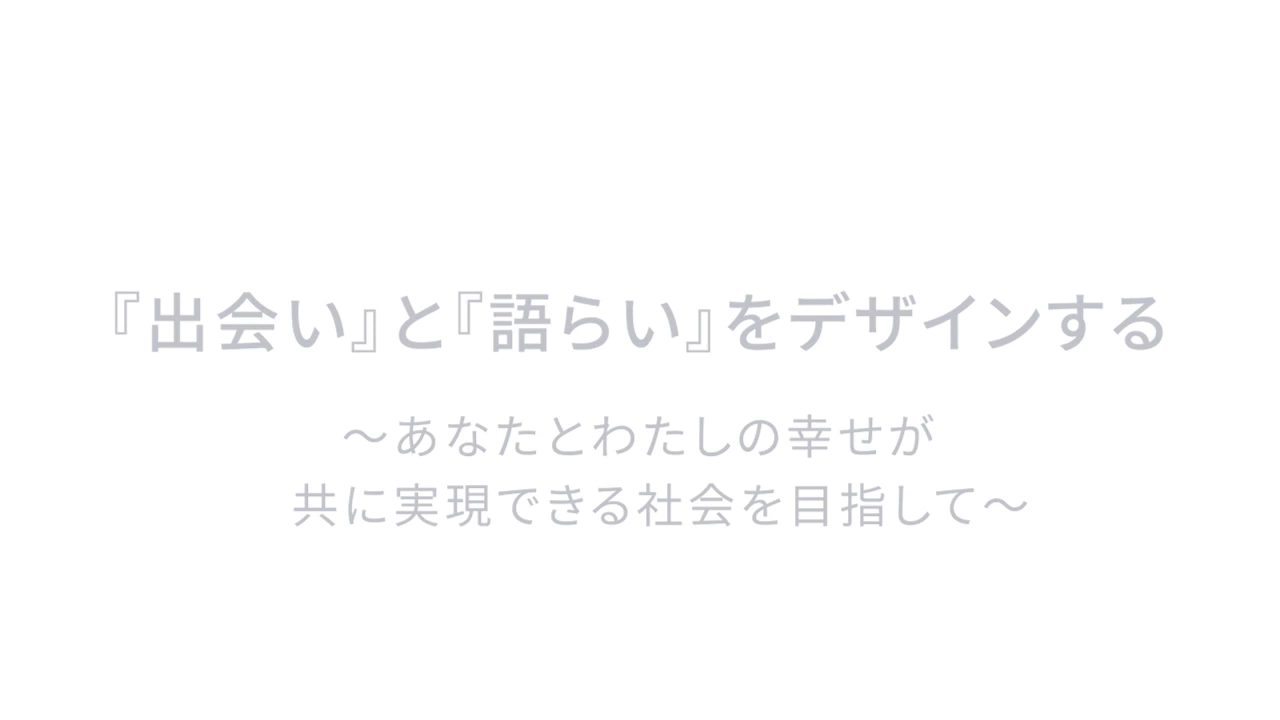 『出会い』と『語らい』をデザインする
～あなたとわたしの幸せが
共に実現できる社会を目指して～